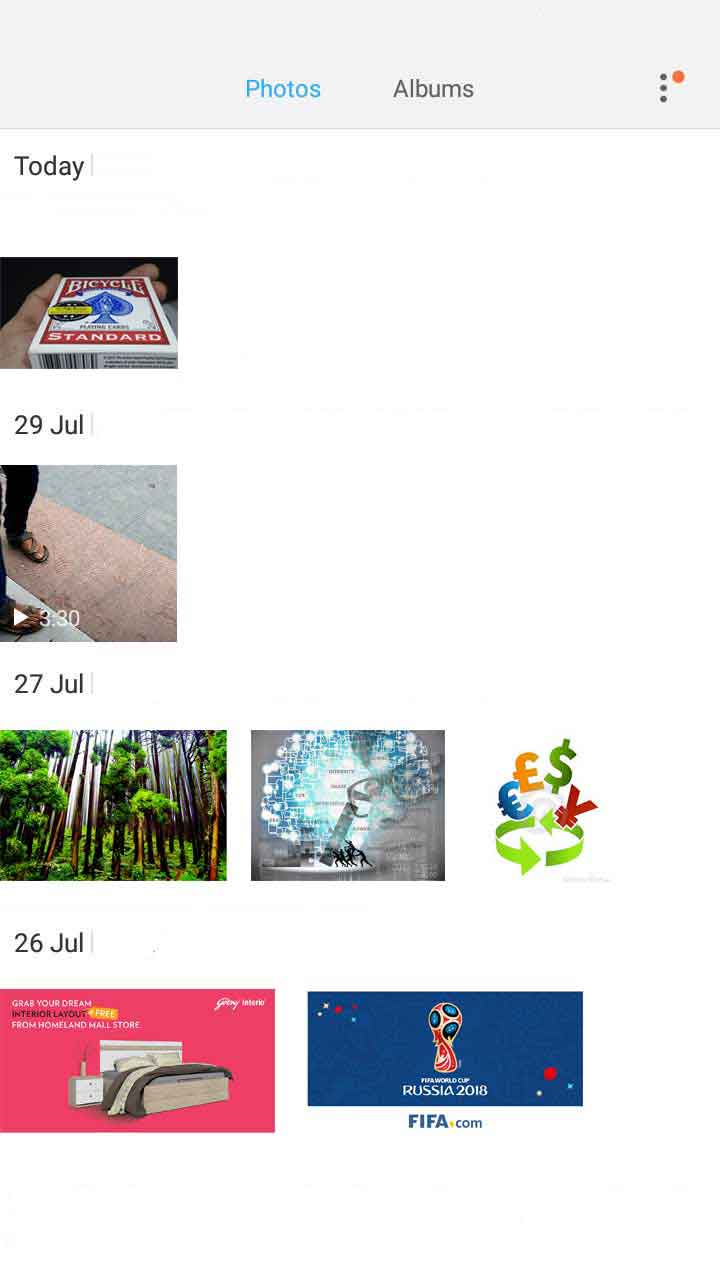 Photos
Albums
Today
BICYCLE
PLAYING CARDS
STANDARD
29 Jul
3:30
27 Jul
INTEGRITY
26 Jul
GRAB YOUR DREAM
INTERIOR LAYOUT FREE
FROM HOMELAND MALL STORE.
Godrej interio
FIFA WORLD CUP
RUSSIA 2018
FIFA.com